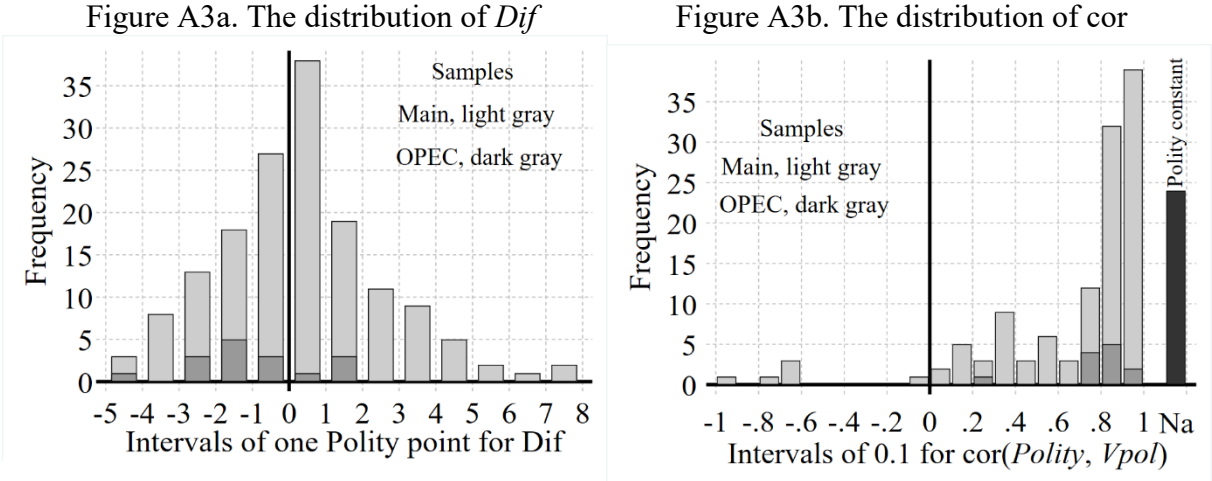 Figure A3a. The distribution of Dif
Samples
Main, light gray
OPEC, dark gray
Frequency
35
30
25
20
15
10
5
0
-5 -4 -3 -2 -1 0 1 2 3 4 5 6 7 8
Intervals of one Polity point for Dif
Figure A3b. The distribution of cor
Samples
Main, light gray
OPEC, dark gray
Polity constant
Frequency
35
30
25
20
15
10
5
0
-1 -.8 -.6 -.4 -.2 0 .2 .4 .6 .8 1 Na
Intervals of 0.1 for cor(Polity, Vpol)